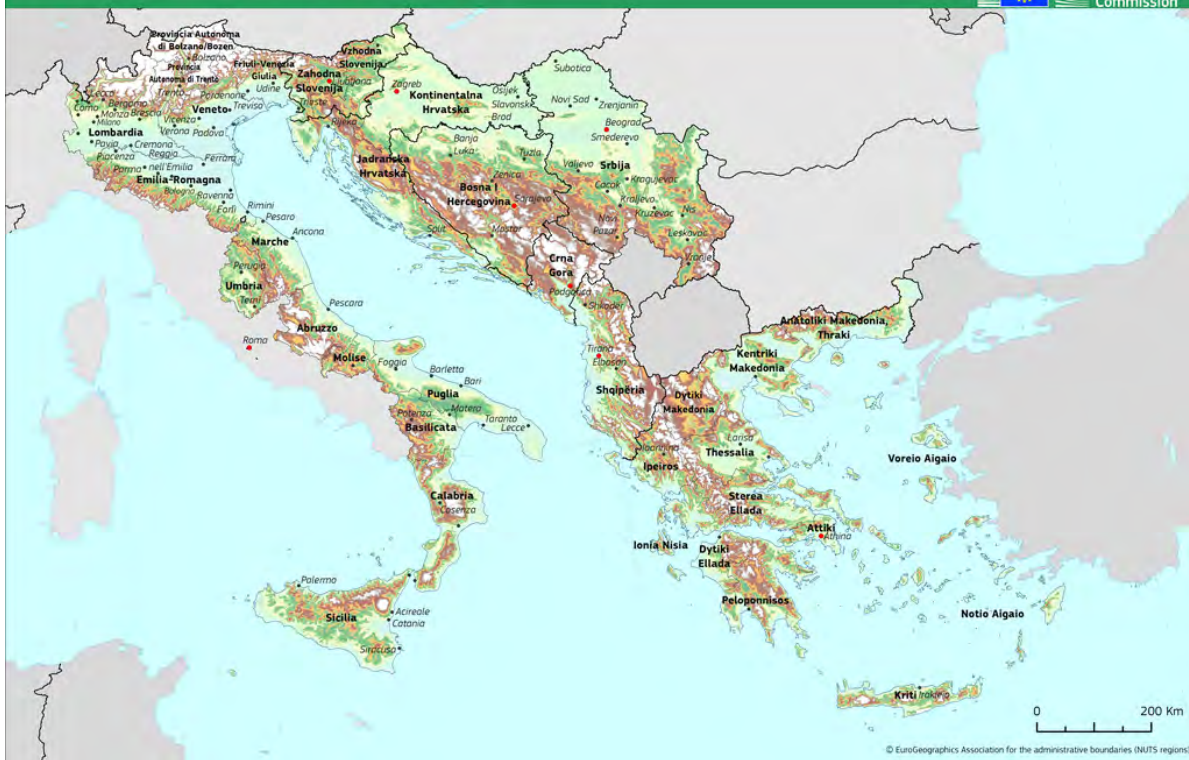 Commission
Provincia Autonoma
di Bolzano/Bozen
Bolzano
Provincia
Autonoma di Trento
Trento
Friuli-Venezia
Giulia
Pordenone
Udine
Vzhodna
Slovenija
Zahodna
Slovenija
Ljubljana
Trieste
Rijeka
Zagreb
Kontinentalna
Hrvatska
Osijek
Slavonski
Brod
Subotica
Novi Sad
Zrenjanin
Beograd
Smederevo
Lecco
Como
Bergamo
Monza
Brescia
Milano
Lombardia
Veneto
Treviso
Vicenza
Verona
Padova
Pavia
Cremona
Piacenza
Parma
Reggio
nell'Emilia
Ferrara
Emilia-Romagna
Bologna
Ravenna
Forlì
Rimini
Pesaro
Ancona
Marche
Jadranska
Hrvatska
Split
Banja
Luka
Tuzla
Zenica
Bosna I
Hercegovina
Sarajevo
Mostar
Valjevo
Srbija
Kragujevac
Cacak
Kraljevo
Kruzevac
Nis
Novi
Pazar
Leskovac
Vranje
Crna
Gora
Podgorica
Shkoder
Perugia
Umbria
Terni
Pescara
Roma
Abruzzo
Molise
Foggia
Barletta
Bari
Puglia
Potenza
Matera
Taranto
Basilicata
Lecce
Tirana
Elbasan
Shqipëria
Anatoliki Makedonia,
Thraki
Kentriki
Makedonia
Dytiki
Makedonia
Ioannina
Ipeiros
Larisa
Thessalia
Voreio Aigaio
Calabria
Cosenza
Sterea
Ellada
Attiki
Athina
Ionia Nisia
Dytiki
Ellada
Peloponnisos
Palermo
Acireale
Catania
Sicilia
Siracusa
Notio Aigaio
Kriti
Irakleio
0 200 Km
© EuroGeographics Association for the administrative boundaries (NUTS regions)